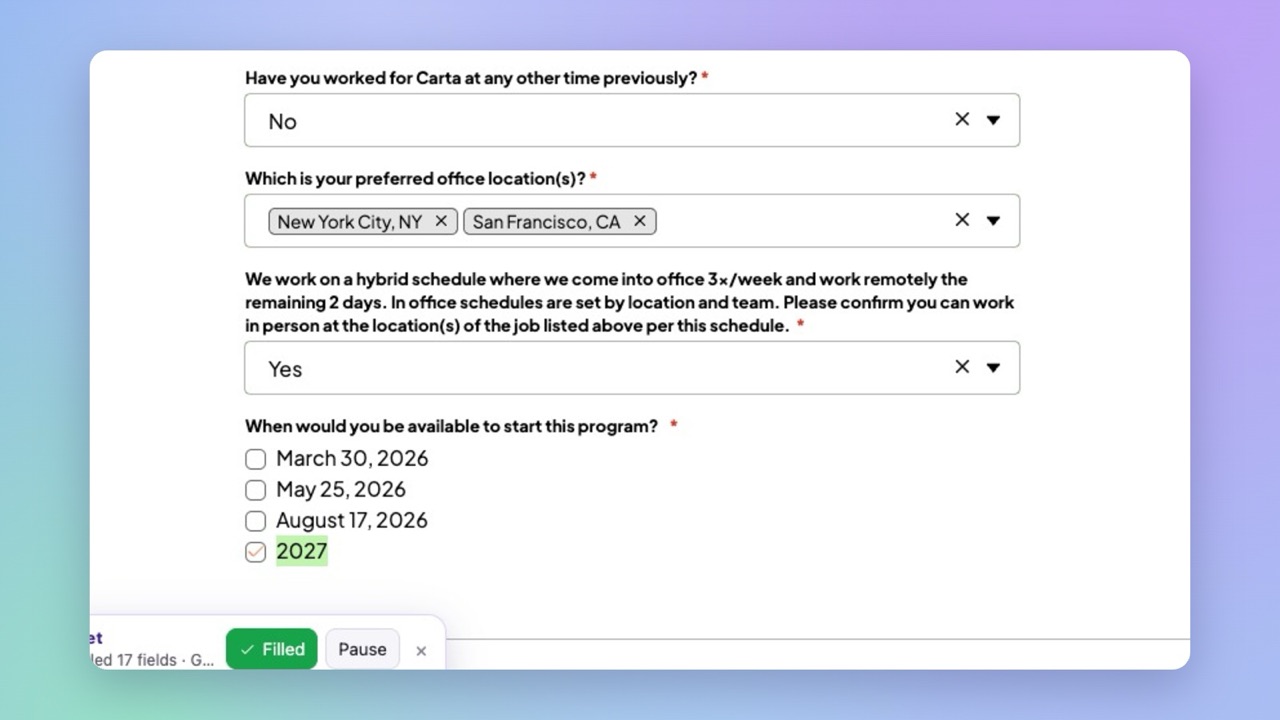 Have you worked for Carta at any other time previously? *
No
Which is your preferred office location(s)? *
New York City, NY
San Francisco, CA
We work on a hybrid schedule where we come into office 3x/week and work remotely the
remaining 2 days. In office schedules are set by location and team. Please confirm you can work
in person at the location(s) of the job listed above per this schedule. *
Yes
When would you be available to start this program? *
March 30, 2026
May 25, 2026
August 17, 2026
2027
et
led 17 fields · G...
Filled
Pause